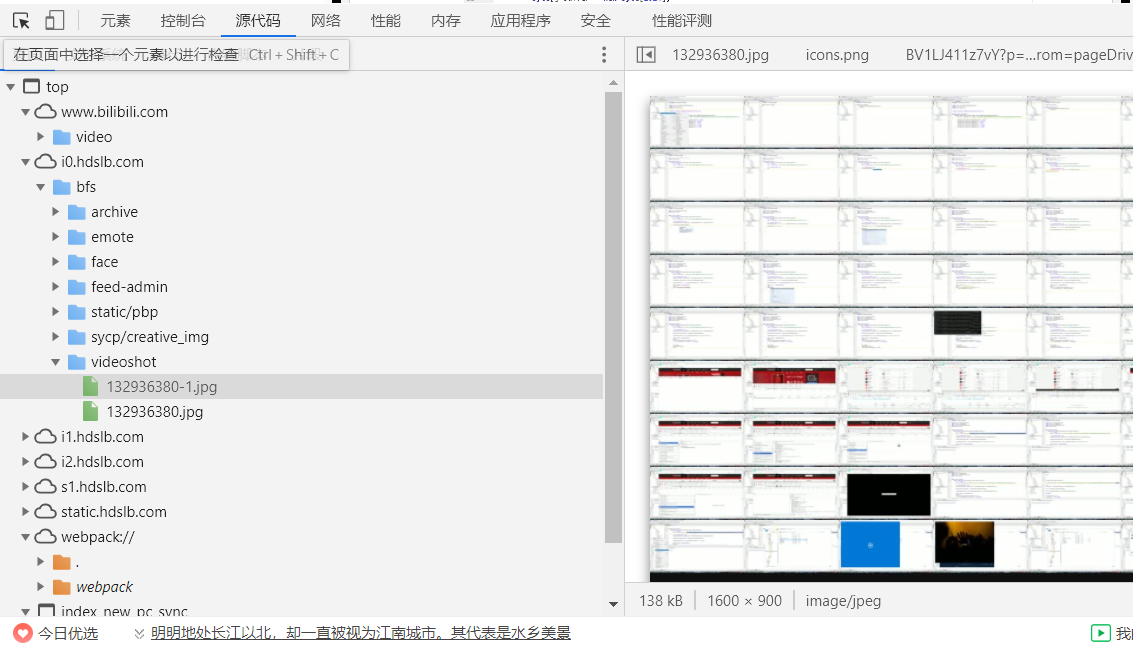 元素 控制台 源代码 网络 性能 内存 应用程序 安全 性能评测
在页面中选择一个元素以进行检查 Ctrl + Shift + C
132936380.jpg icons.png BV1LJ411z7vY?p=...rom=pageDriv
top
www.bilibili.com
video
i0.hdslb.com
bfs
archive
emote
face
feed-admin
static/pbp
sycp/creative_img
videoshot
132936380-1.jpg
132936380.jpg
i1.hdslb.com
i2.hdslb.com
s1.hdslb.com
static.hdslb.com
webpack://
.
webpack
index_new_pc_sync
138 kB 1600 × 900 image/jpeg
今日优选 明明地处长江以北，却一直被视为江南城市。其代表是水乡美景
我